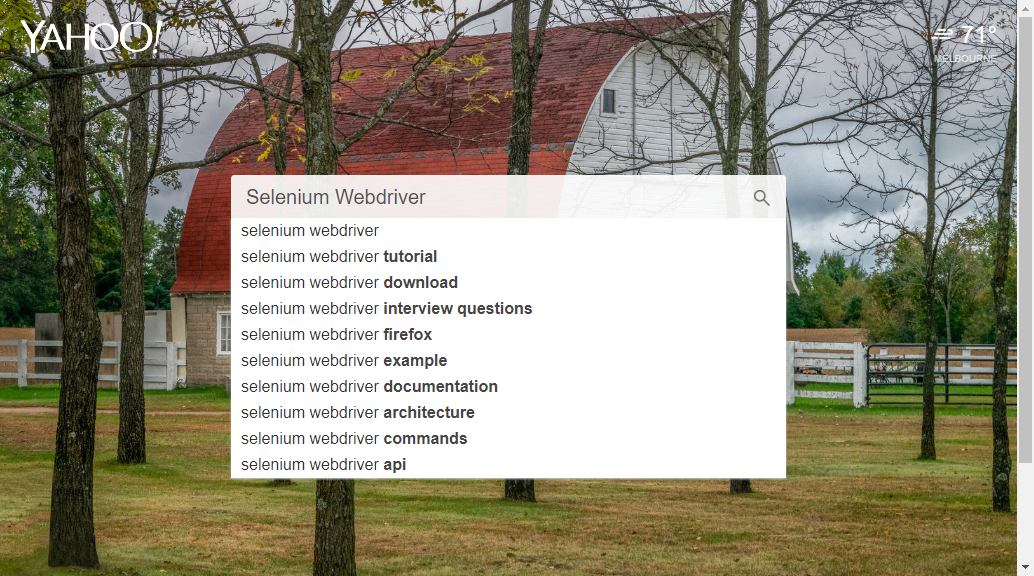 YAHOO!
71°
MELBOURNE
Selenium Webdriver
selenium webdriver
selenium webdriver tutorial
selenium webdriver download
selenium webdriver interview questions
selenium webdriver firefox
selenium webdriver example
selenium webdriver documentation
selenium webdriver architecture
selenium webdriver commands
selenium webdriver api